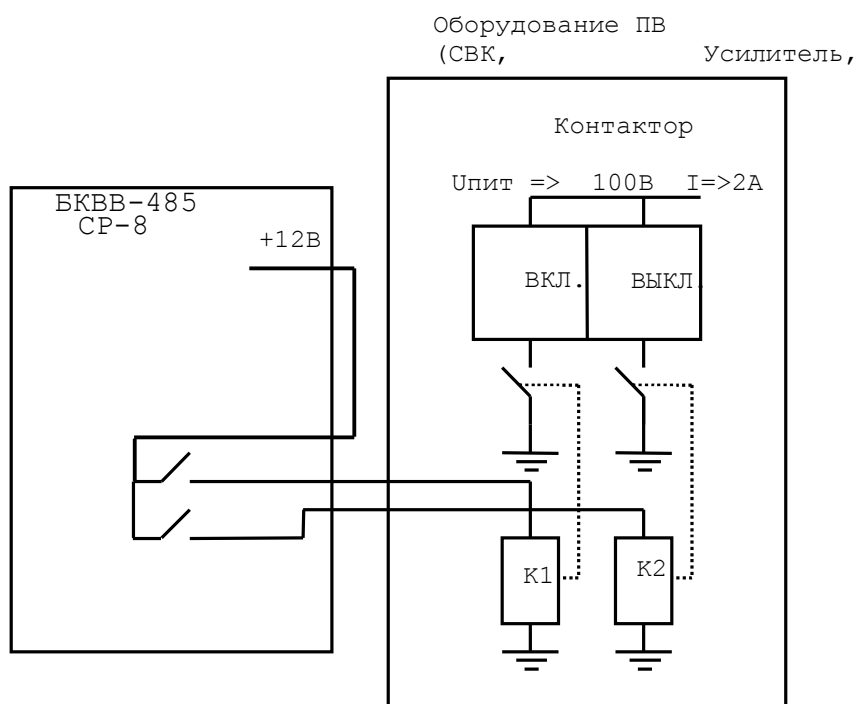 Оборудование ПВ
(СВК, Усилитель,
Контактор
Uпит => 100В I=>2А
БКВВ-485
СР-8
+12В
ВКЛ.
ВЫКЛ.
К1
К2